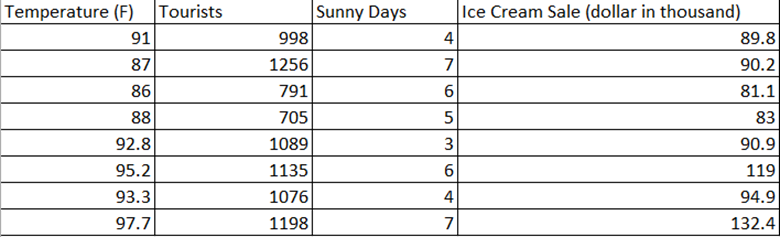 Temperature (F) Tourists Sunny Days Ice Cream Sale (dollar in thousand)
91 998 4 89.8
87 1256 7 90.2
86 791 6 81.1
88 705 5 83
92.8 1089 3 90.9
95.2 1135 6 119
93.3 1076 4 94.9
97.7 1198 7 132.4